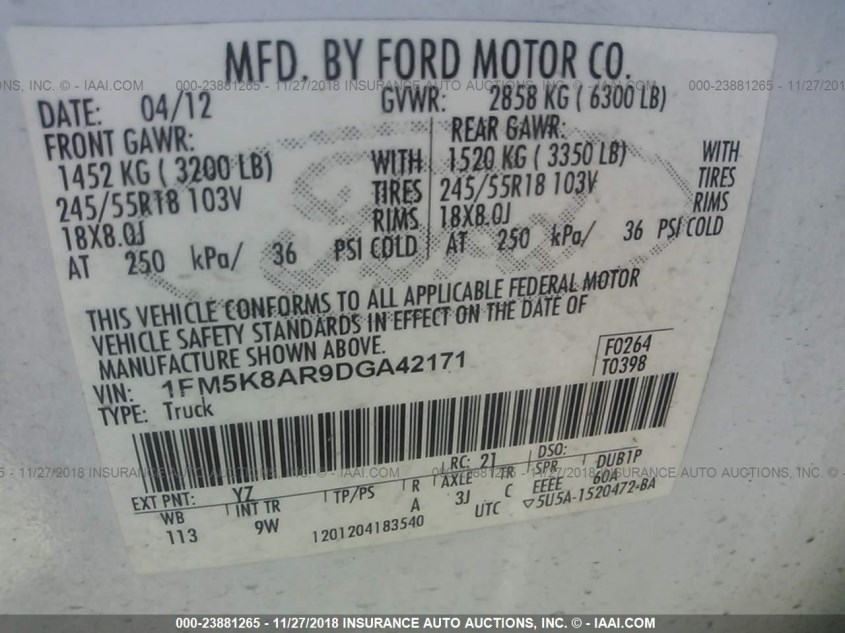 MFD. BY FORD MOTOR CO.
000-23881265 - 11/27/2018 INSURANCE AUTO AUCTIONS, INC. - IAAI.COM
DATE: 04/12 GVWR: 2858 KG ( 6300 LB)
FRONT GAWR: REAR GAWR:
1452 KG ( 3200 LB) WITH 1520 KG ( 3350 LB) WITH
245/55R18 103V TIRES 245/55R18 103V TIRES
18X8.0J RIMS 18X8.0J RIMS
AT 250 kPa/ 36 PSI COLD AT 250 kPa/ 36 PSI COLD
THIS VEHICLE CONFORMS TO ALL APPLICABLE FEDERAL MOTOR
VEHICLE SAFETY STANDARDS IN EFFECT ON THE DATE OF
MANUFACTURE SHOWN ABOVE.
F0264
T0398
VIN: 1FM5K8AR9DGA42171
TYPE: Truck
000-23881265 - 11/27/2018 INSURANCE AUTO AUCTIONS, INC. - IAAI.COM
EXT PNT: YZ RC: 21 DSO:
WB INT TR TP/PS R AXLE TR SPR DUB1P
113 9W A 3J C EEEE 60A
1201204183540 UTC ▽5U5A-1520472-BA
000-23881265 - 11/27/2018 INSURANCE AUTO AUCTIONS, INC. - IAAI.COM